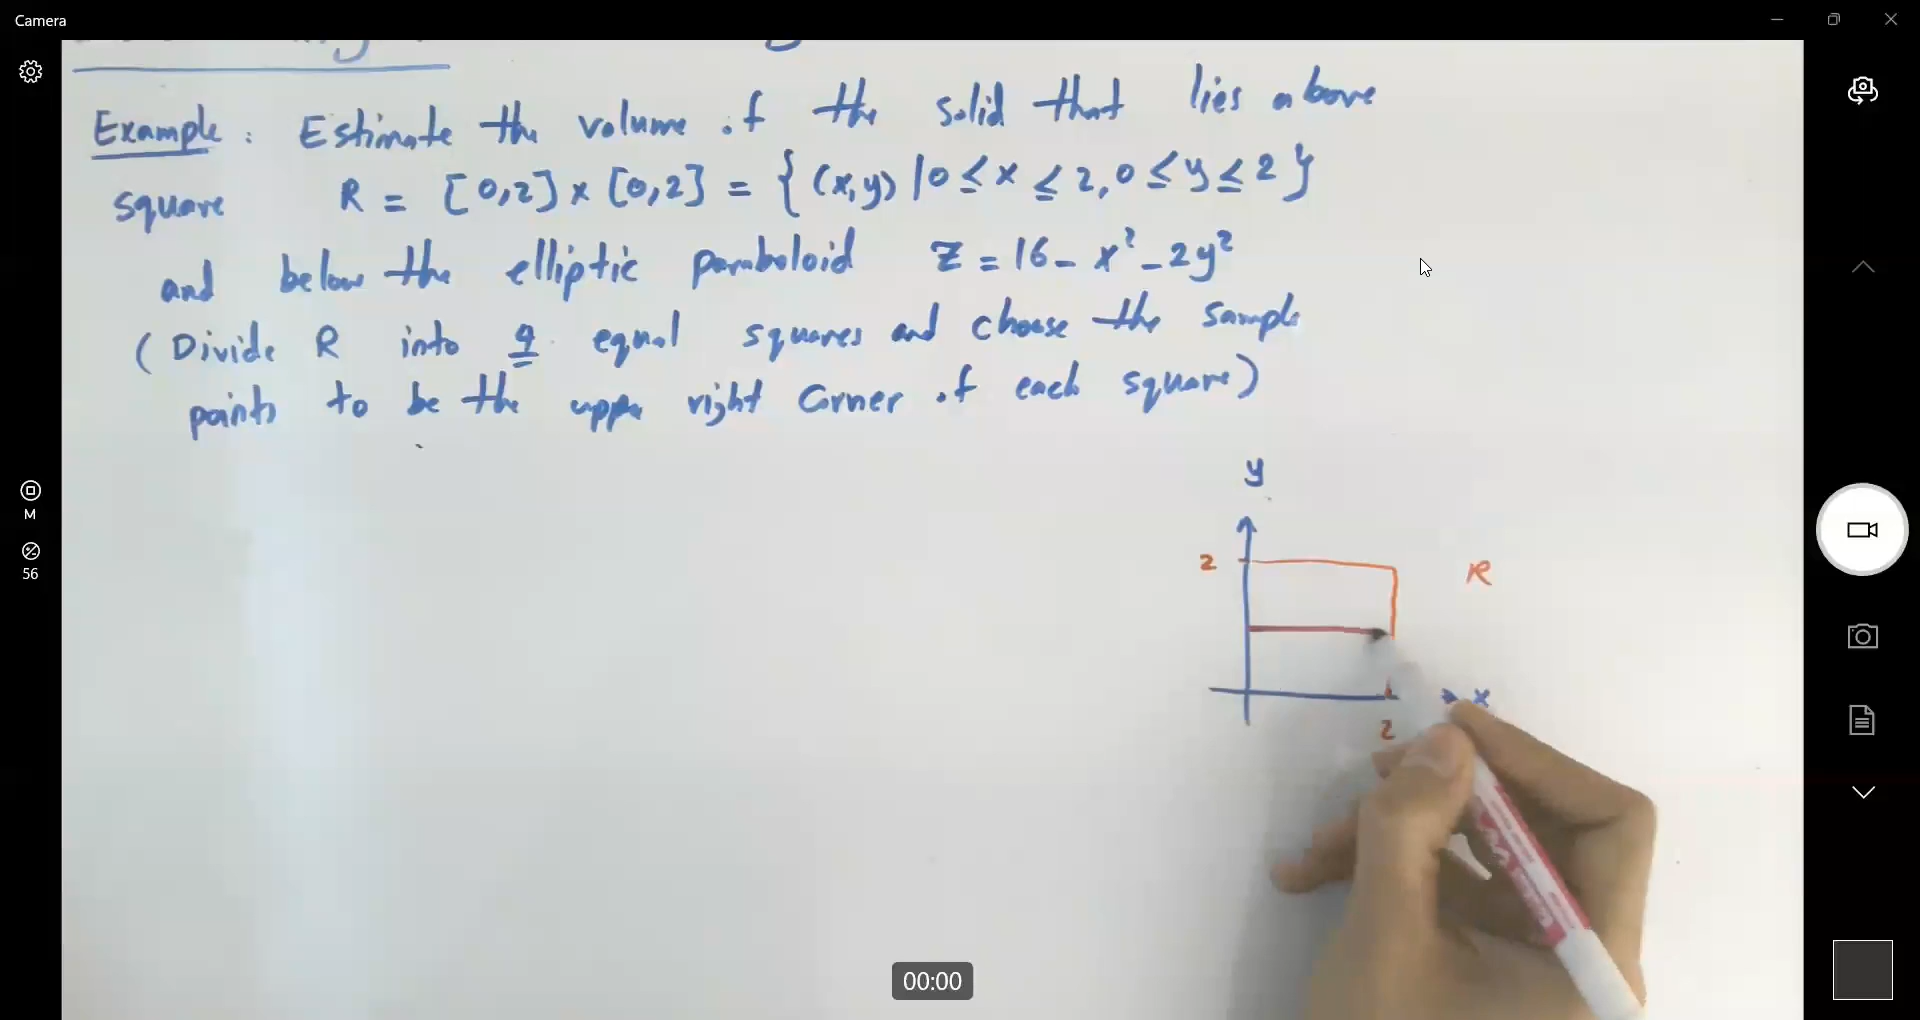 Camera
Example: Estimate the volume of the solid that lies above
square R = [0,2] × [0,2] = {(x,y) | 0 ≤ x ≤ 2, 0 ≤ y ≤ 2}
and below the elliptic paraboloid z = 16 - x² - 2y²
(Divide R into 4 equal squares and choose the sample
points to be the upper right corner of each square)
y
2
R
x
2
M
56
00:00